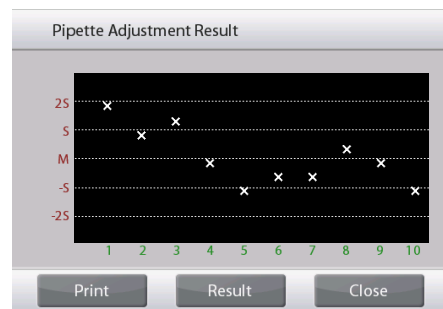 Pipette Adjustment Result
2S
S
M
-S
-2S
1 2 3 4 5 6 7 8 9 10
Print Result Close